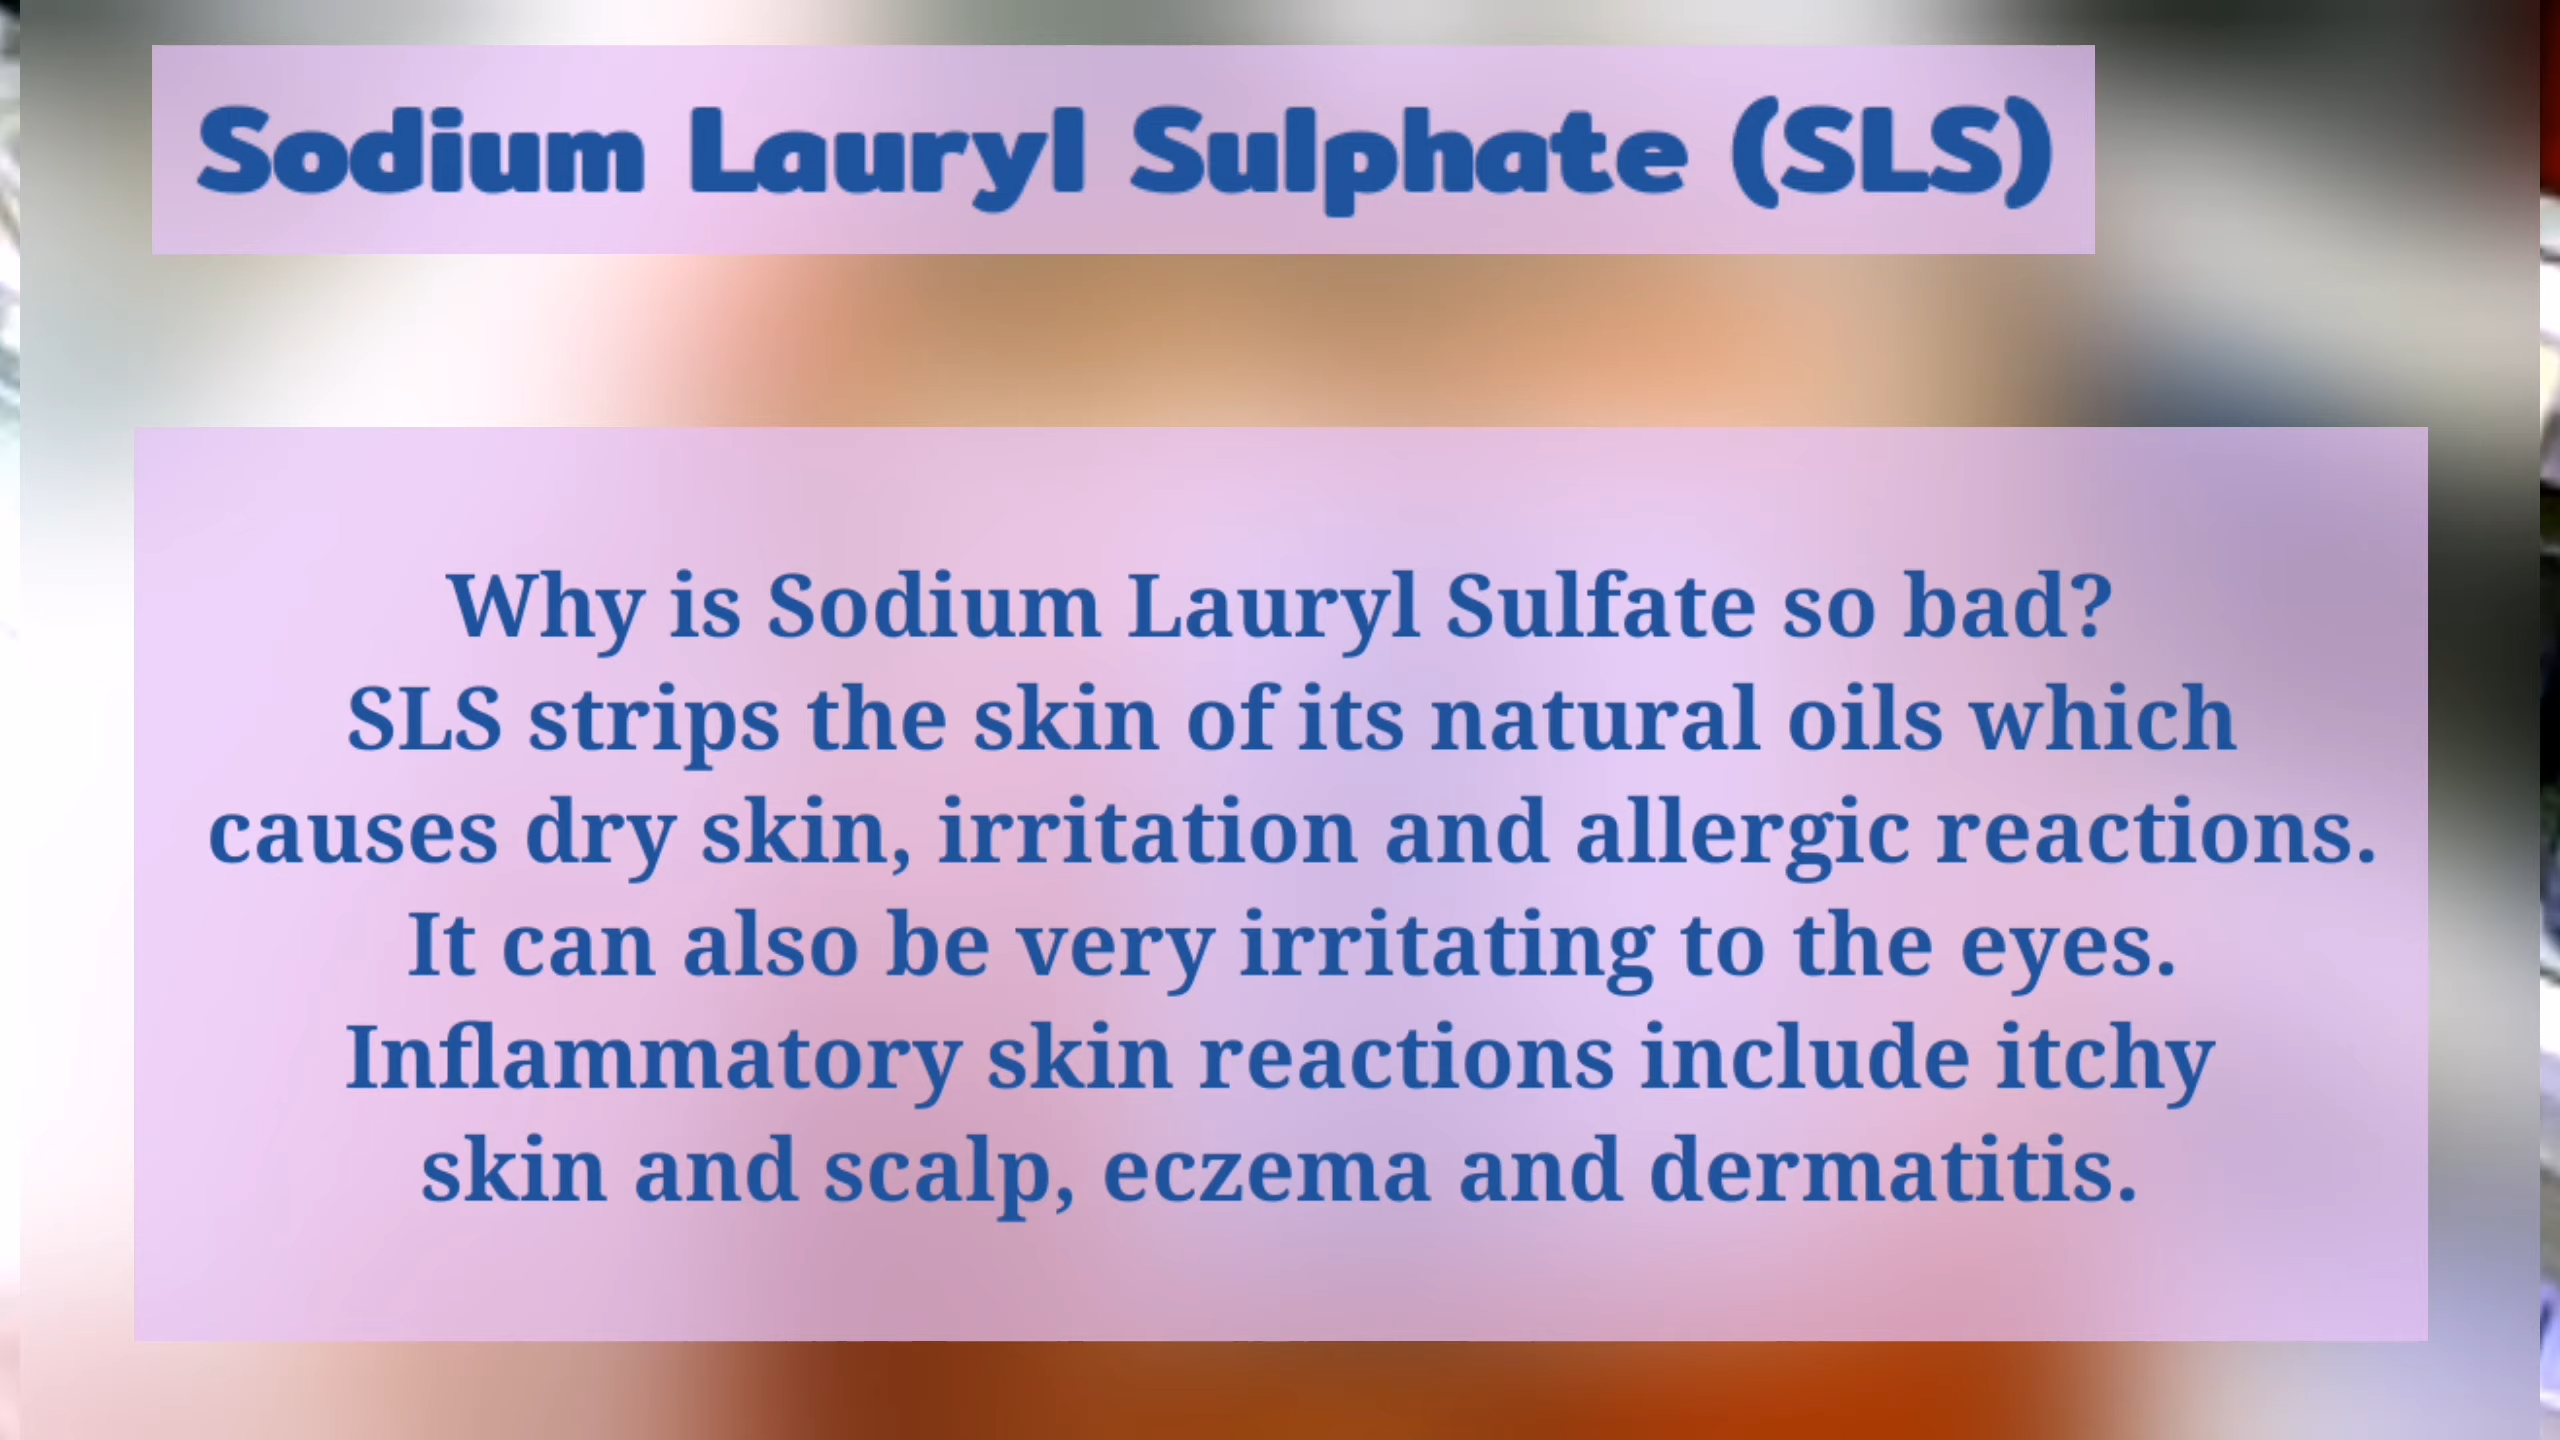 Sodium Lauryl Sulphate (SLS)
Why is Sodium Lauryl Sulfate so bad?
SLS strips the skin of its natural oils which
causes dry skin, irritation and allergic reactions.
It can also be very irritating to the eyes.
Inflammatory skin reactions include itchy
skin and scalp, eczema and dermatitis.